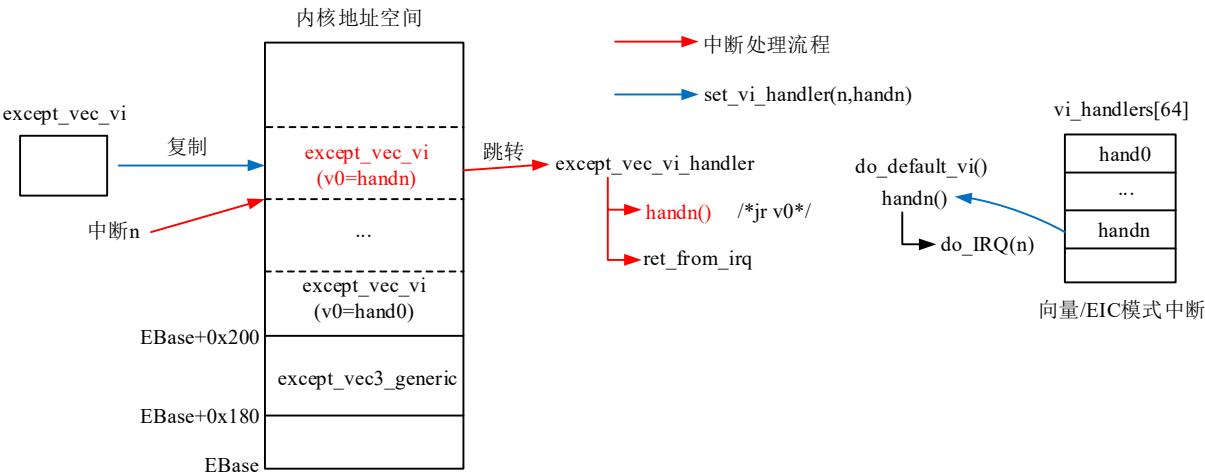 内核地址空间
中断处理流程
set_vi_handler(n,handn)
except_vec_vi
复制
中断n
except_vec_vi
(v0=handn)
...
except_vec_vi
(v0=hand0)
EBase+0x200
except_vec3_generic
EBase+0x180
EBase
跳转
except_vec_vi_handler
handn() /*jr v0*/
ret_from_irq
do_default_vi()
handn()
do_IRQ(n)
vi_handlers[64]
hand0
...
handn
向量/EIC模式中断